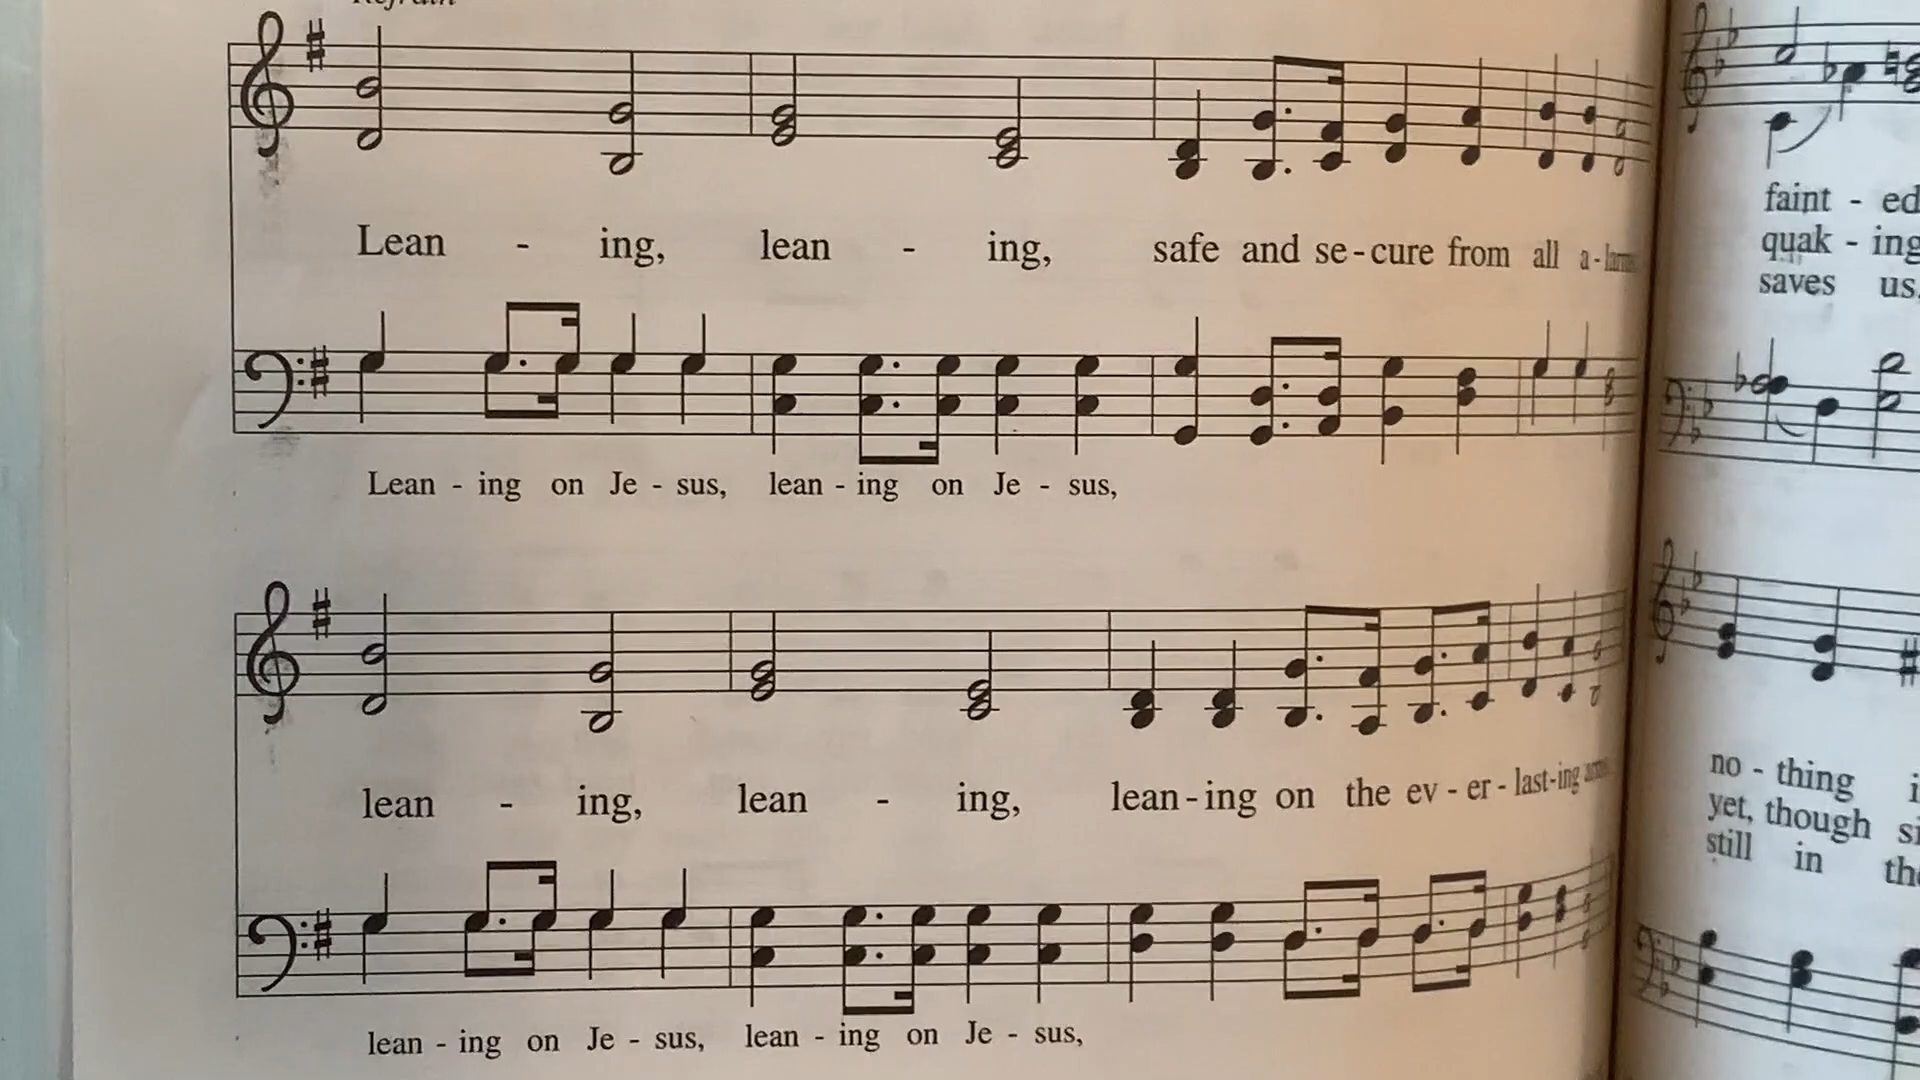 Refrain
Lean - ing, lean - ing, safe and se - cure from all a - larms
Lean - ing on Je - sus, lean - ing on Je - sus,
lean - ing, lean - ing, lean - ing on the ev - er - last - ing arms
lean - ing on Je - sus, lean - ing on Je - sus,
faint - ed
quak - ing
saves us,
no - thing
yet, though
still in